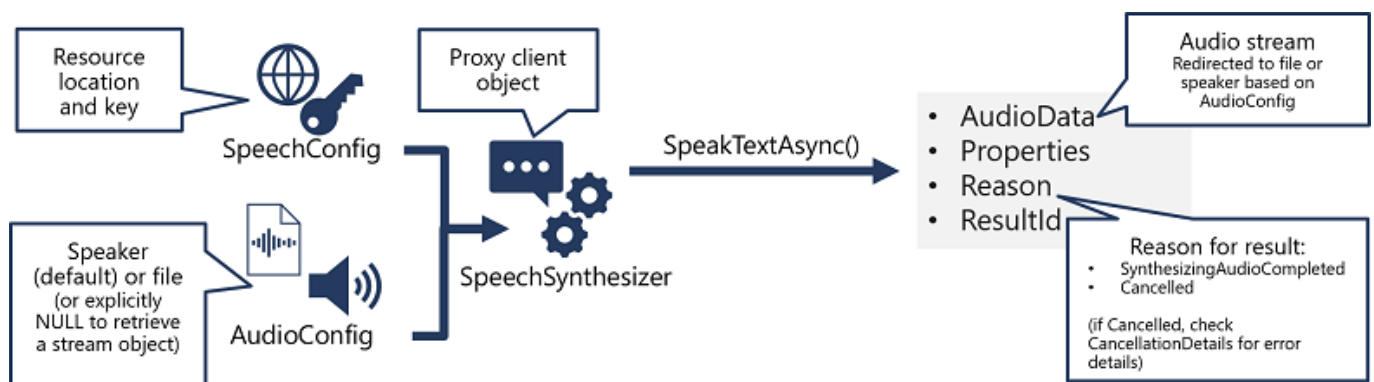 Resource
location
and key
SpeechConfig
Speaker
(default) or file
(or explicitly
NULL to retrieve
a stream object)
AudioConfig
Proxy client
object
SpeechSynthesizer
SpeakTextAsync()
• AudioData
• Properties
• Reason
• ResultId
Audio stream
Redirected to file or
speaker based on
AudioConfig
Reason for result:
• SynthesizingAudioCompleted
• Cancelled
(if Cancelled, check
CancellationDetails for error
details)